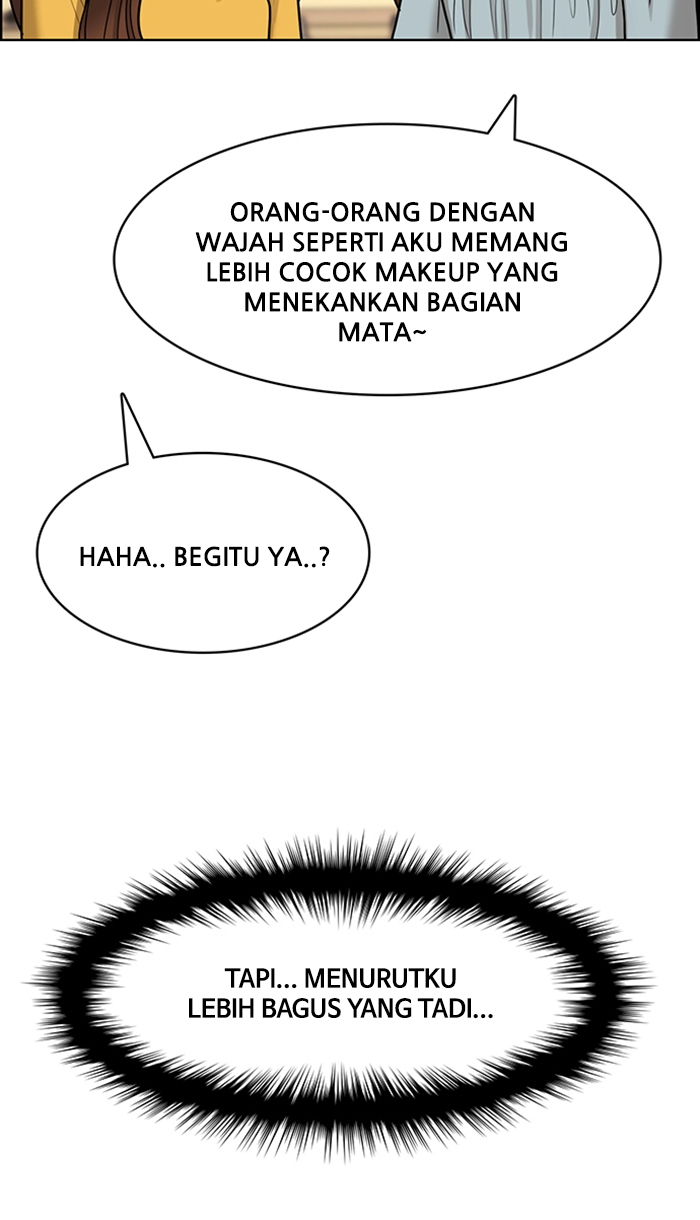 ORANG-ORANG DENGAN
WAJAH SEPERTI AKU MEMANG
LEBIH COCOK MAKEUP YANG
MENEKANKAN BAGIAN
MATA~
HAHA.. BEGITU YA..?
TAPI... MENURUTKU
LEBIH BAGUS YANG TADI...